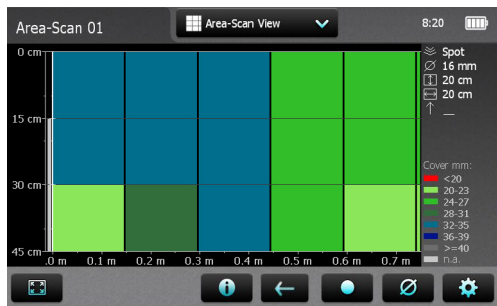 Area-Scan 01
Area-Scan View
8:20
0 cm
15 cm
30 cm
45 cm
.0 m 0.1 m 0.2 m 0.3 m 0.4 m 0.5 m 0.6 m 0.7 m
Spot
16 mm
20 cm
20 cm
__
Cover mm:
<20
20-23
24-27
28-31
32-35
36-39
>=40
n.a.